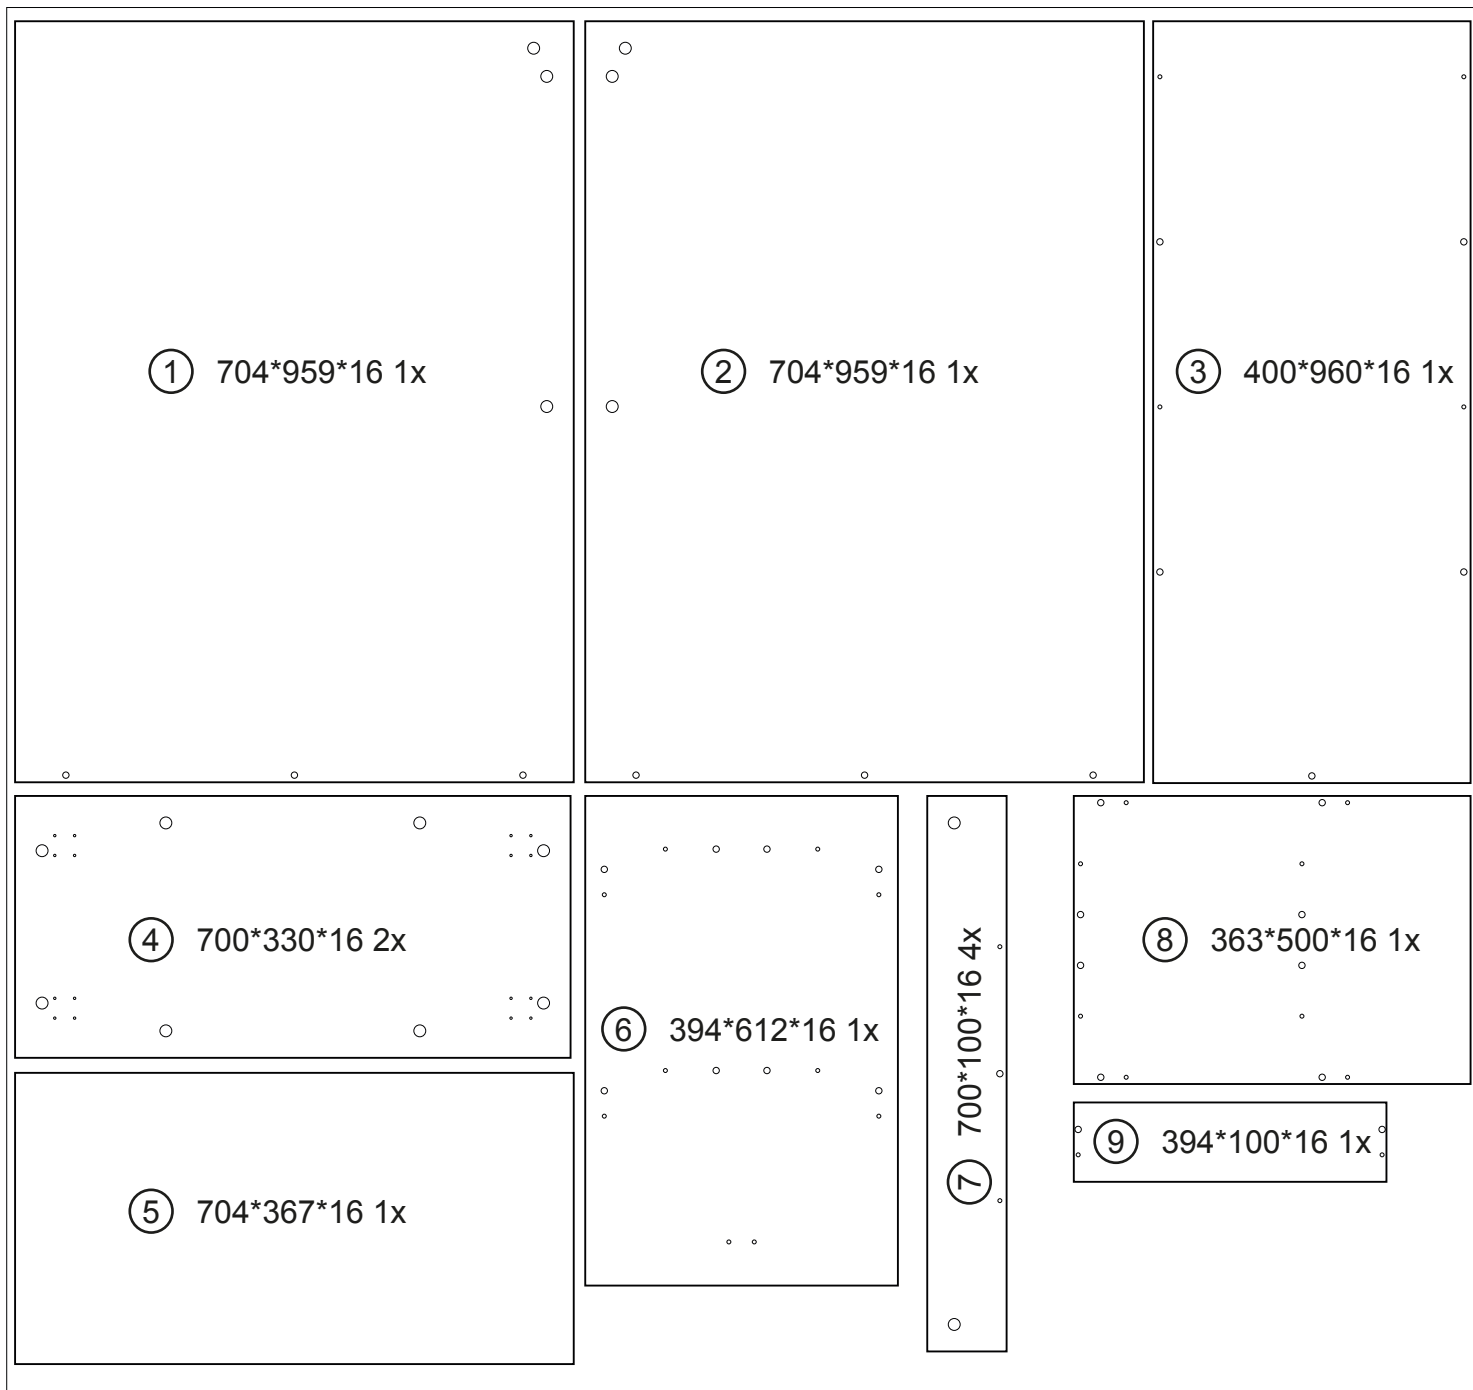 1 704*959*16 1x
2 704*959*16 1x
3 400*960*16 1x
4 700*330*16 2x
5 704*367*16 1x
6 394*612*16 1x
7 700*100*16 4x
8 363*500*16 1x
9 394*100*16 1x